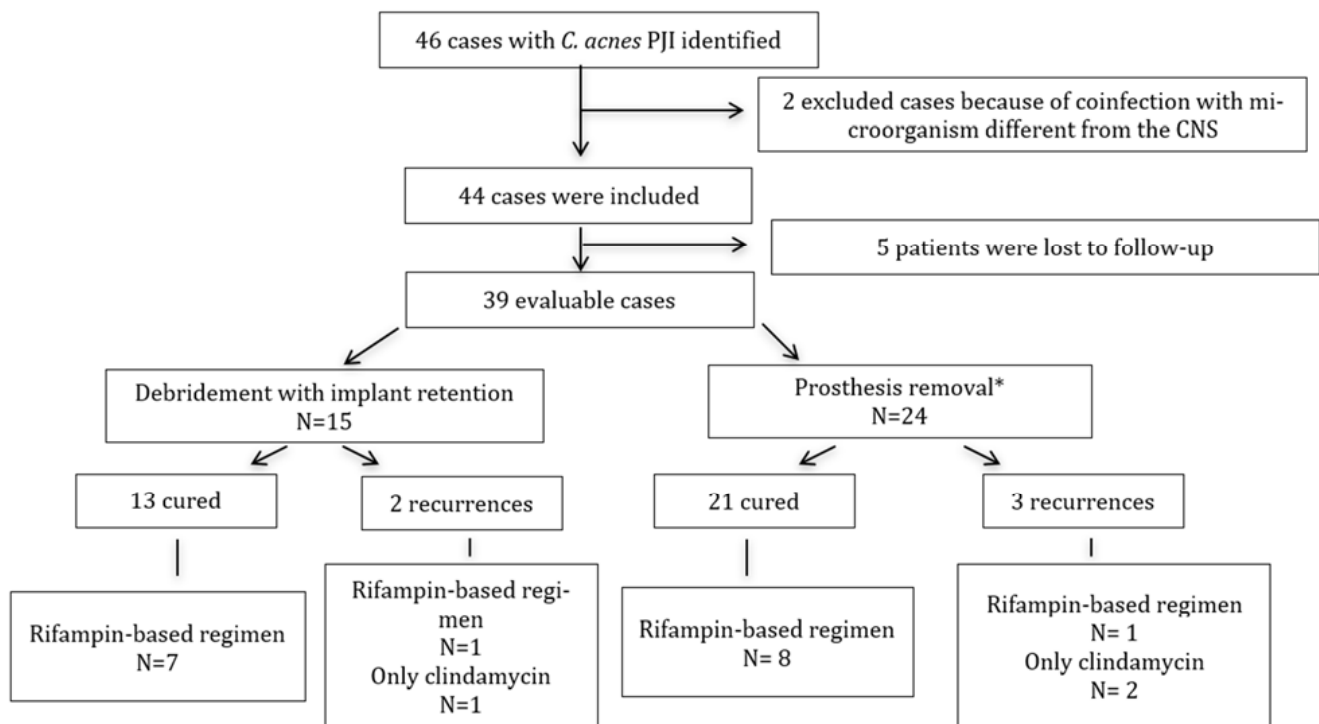 46 cases with C. acnes PJI identified
2 excluded cases because of coinfection with mi-
croorganism different from the CNS
44 cases were included
5 patients were lost to follow-up
39 evaluable cases
Debridement with implant retention
N=15
Prosthesis removal*
N=24
13 cured
2 recurrences
21 cured
3 recurrences
Rifampin-based regimen
N=7
Rifampin-based regi-
men
N=1
Only clindamycin
N=1
Rifampin-based regimen
N= 8
Rifampin-based regimen
N= 1
Only clindamycin
N= 2